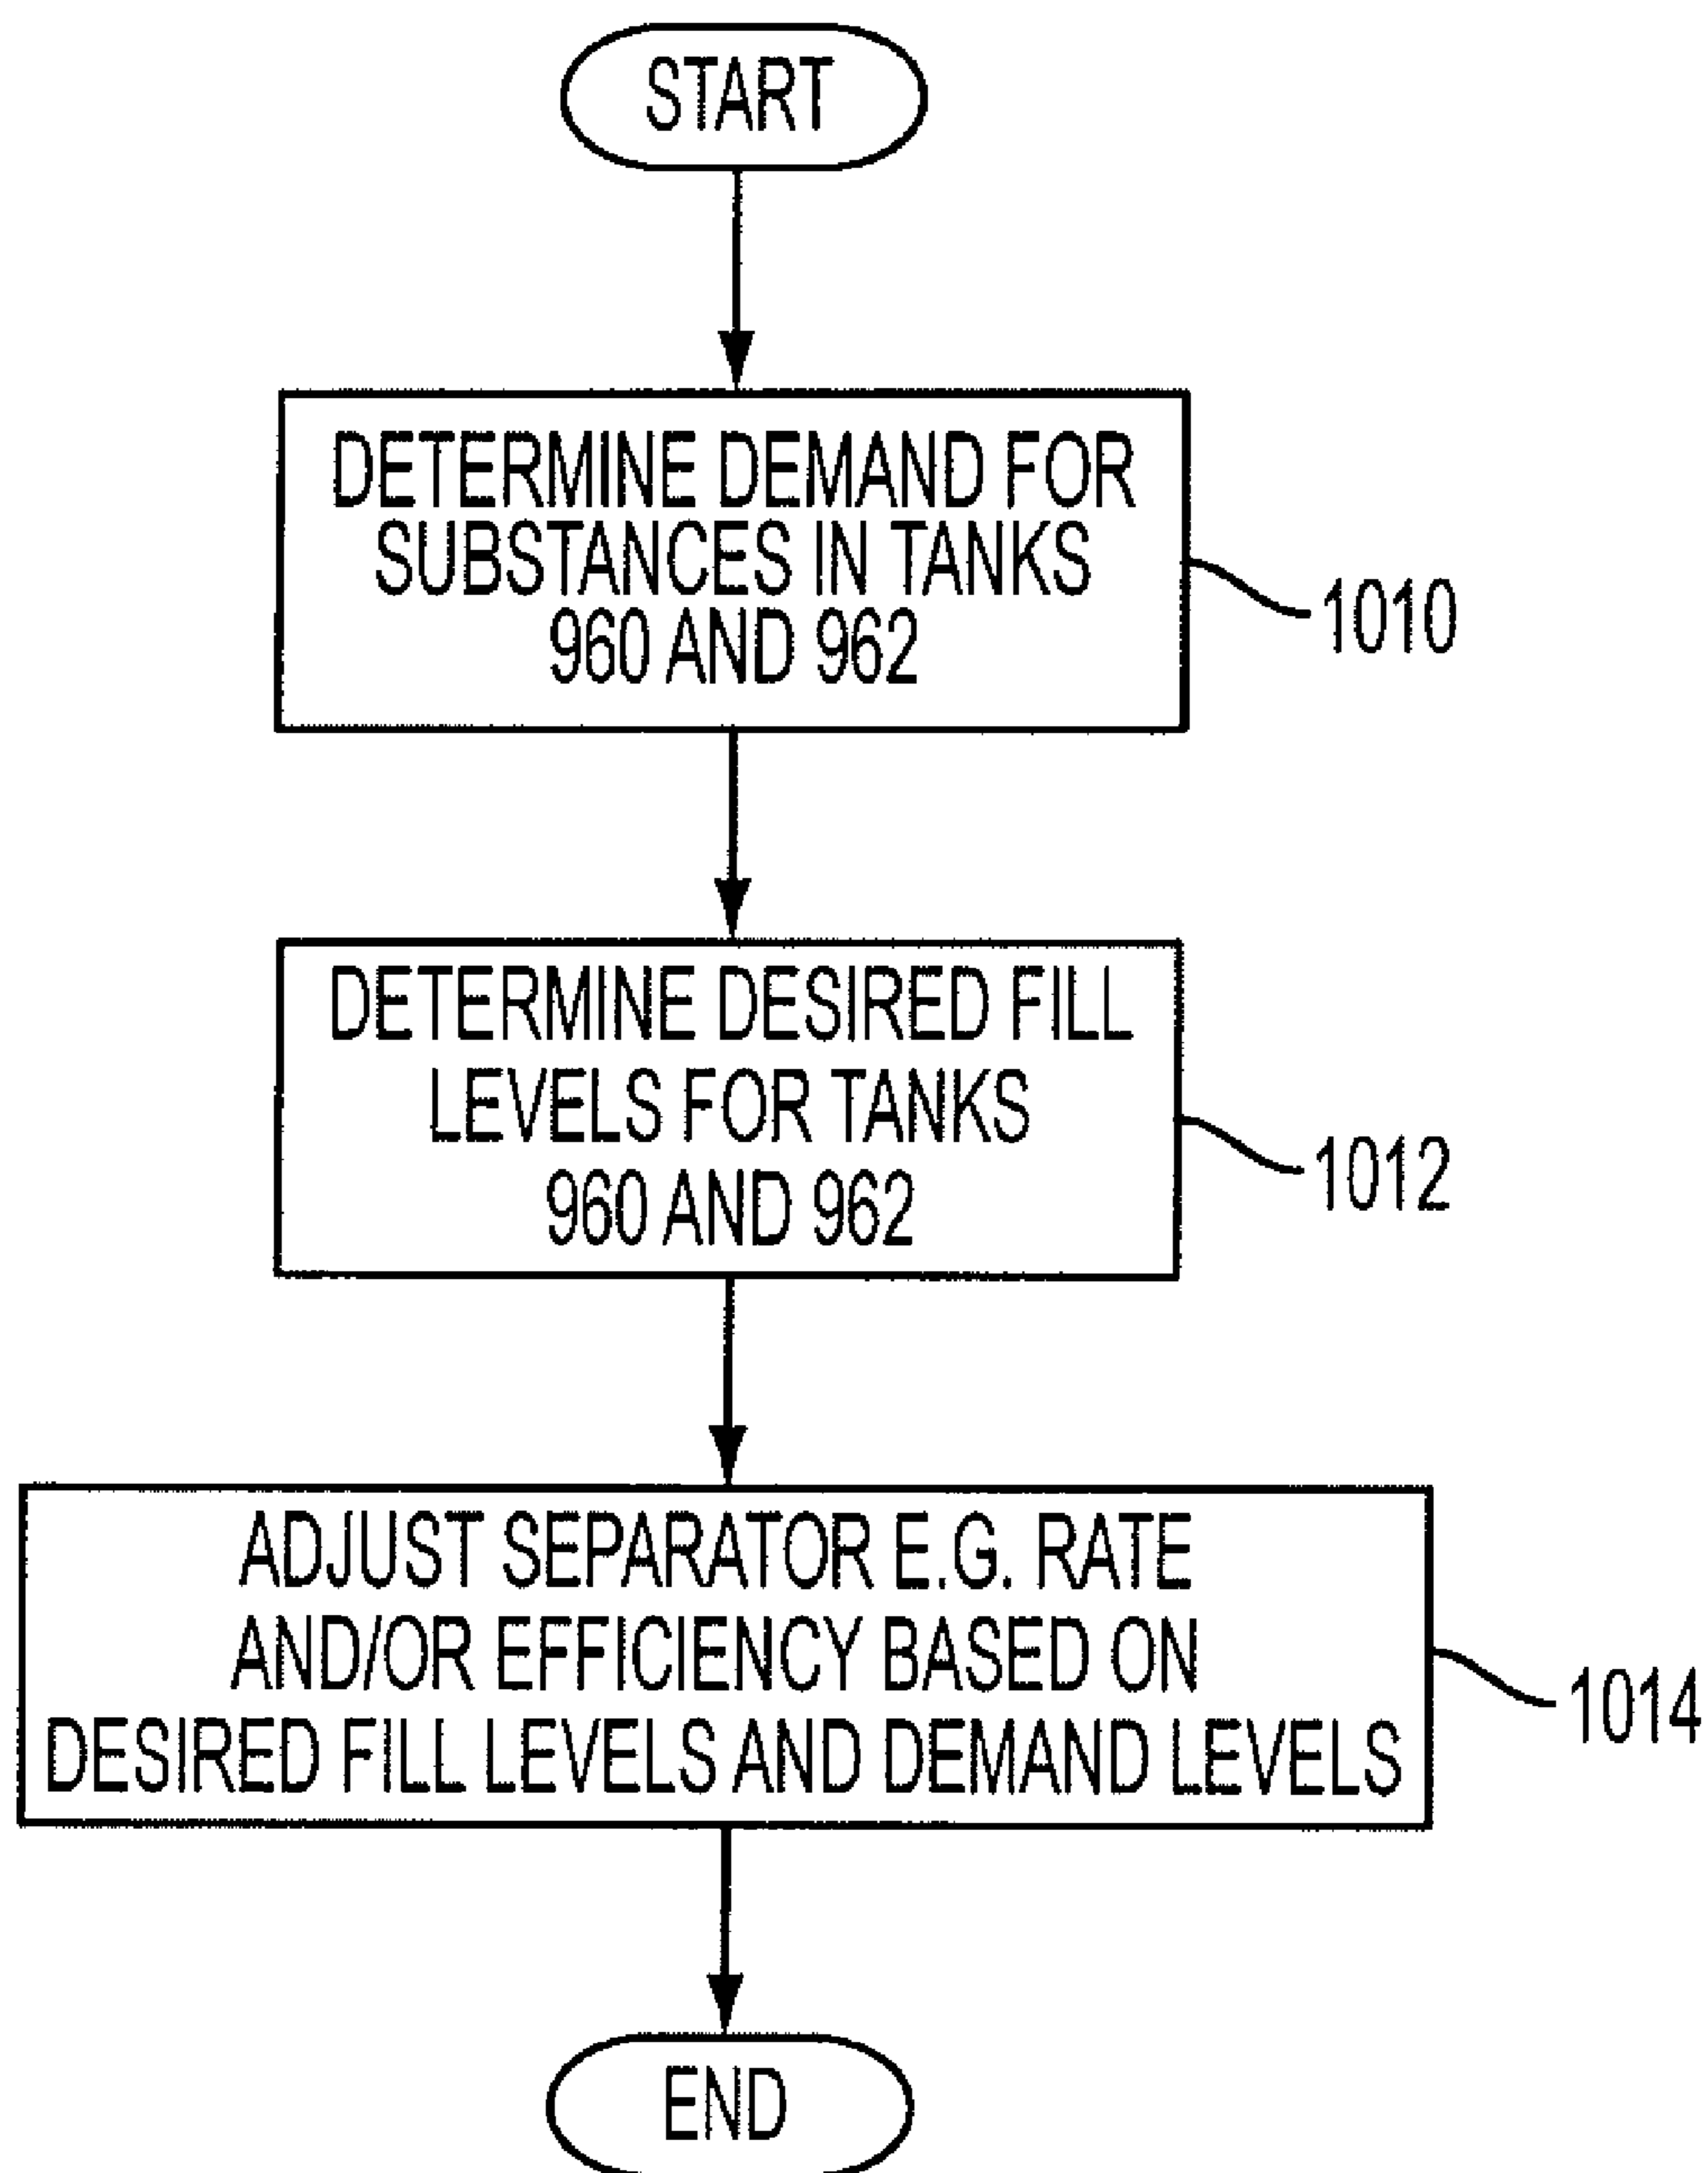 START
DETERMINE DEMAND FOR
SUBSTANCES IN TANKS
960 AND 962
1010
DETERMINE DESIRED FILL
LEVELS FOR TANKS
960 AND 962
1012
ADJUST SEPARATOR E.G. RATE
AND/OR EFFICIENCY BASED ON
DESIRED FILL LEVELS AND DEMAND LEVELS
1014
END